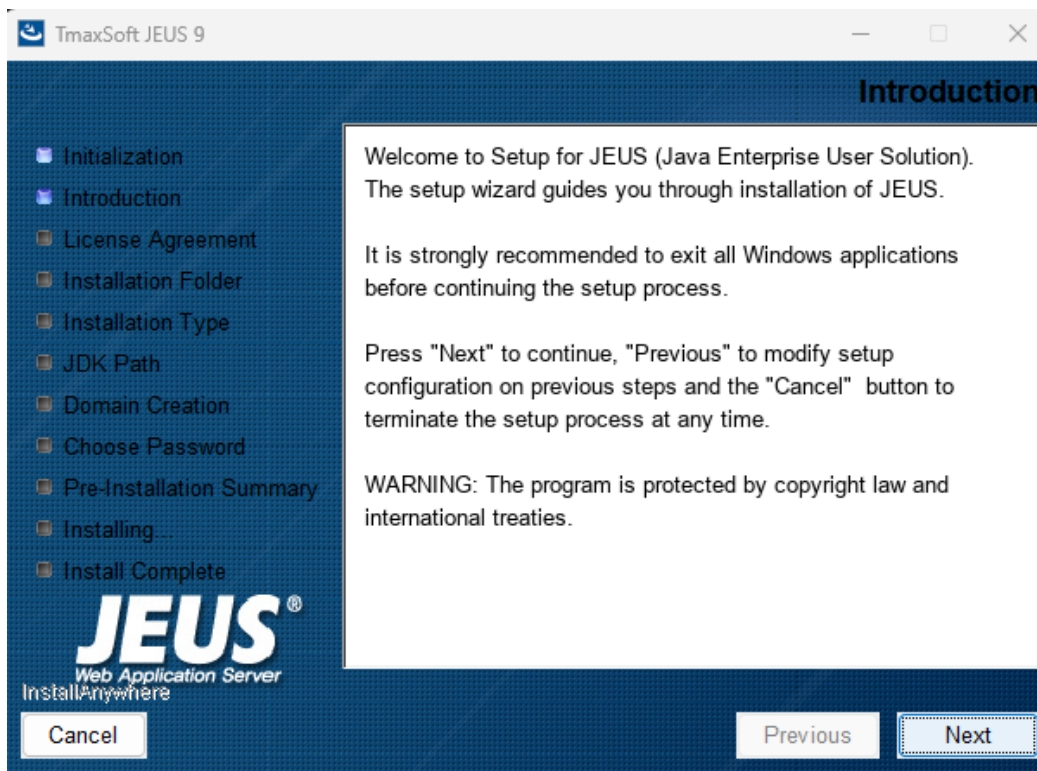 TmaxSoft JEUS 9
Introduction
Initialization
Introduction
License Agreement
Installation Folder
Installation Type
JDK Path
Domain Creation
Choose Password
Pre-Installation Summary
Installing...
Install Complete
Welcome to Setup for JEUS (Java Enterprise User Solution).
The setup wizard guides you through installation of JEUS.
It is strongly recommended to exit all Windows applications
before continuing the setup process.
Press "Next" to continue, "Previous" to modify setup
configuration on previous steps and the "Cancel"  button to
terminate the setup process at any time.
WARNING: The program is protected by copyright law and
international treaties.
JEUS®
Web Application Server
InstallAnywhere
Cancel
Previous
Next